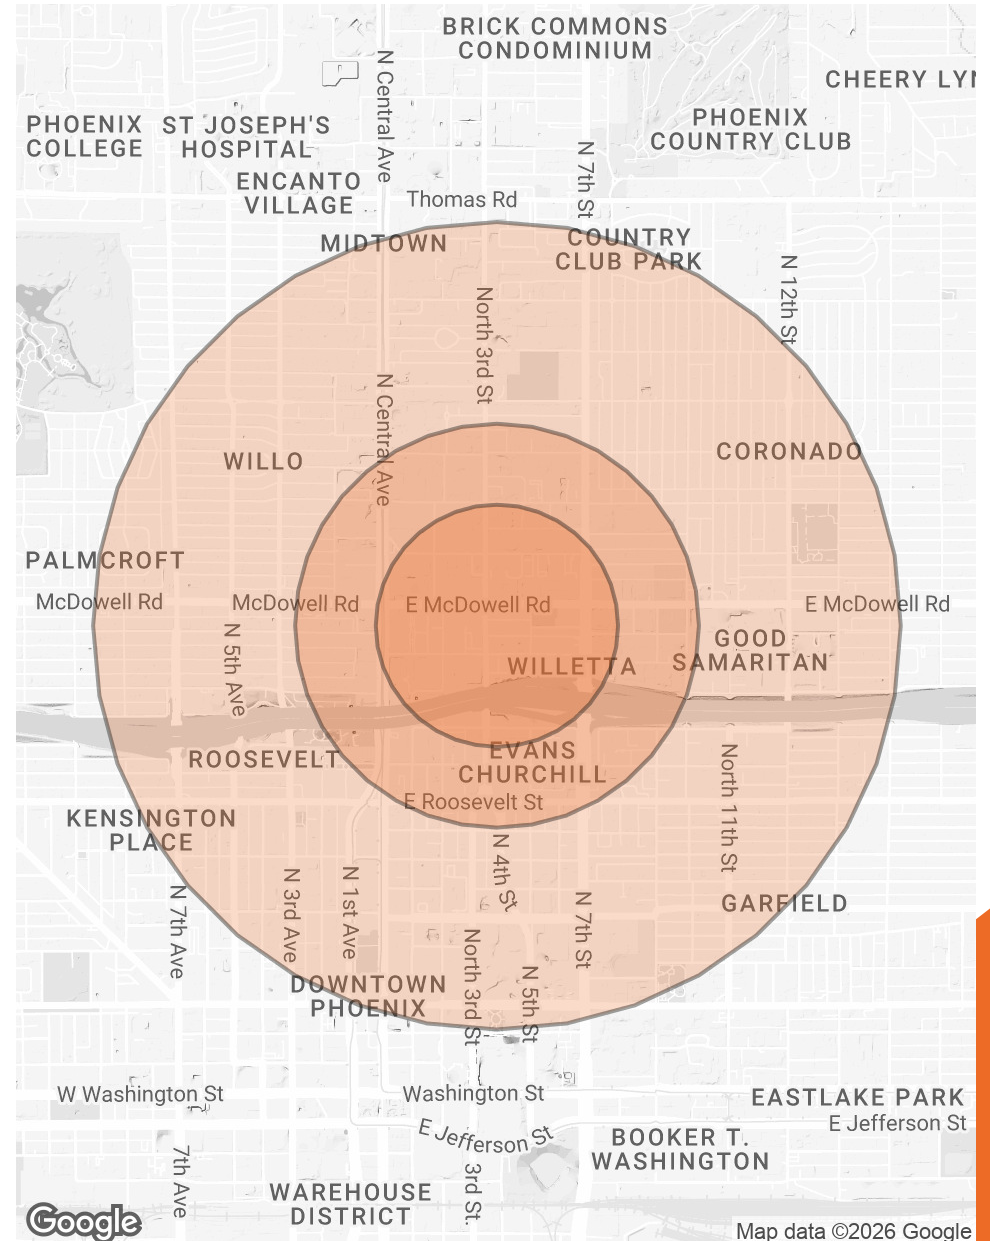 BRICK COMMONS
CONDOMINIUM
N Central Ave
CHEERY LYN
PHOENIX
COLLEGE
ST JOSEPH'S
HOSPITAL
PHOENIX
COUNTRY CLUB
N 7th St
ENCANTO
VILLAGE
Thomas Rd
MIDTOWN
COUNTRY
CLUB PARK
N 12th St
North 3rd St
N Central Ave
WILLO
CORONADO
PALMCROFT
McDowell Rd
McDowell Rd
E McDowell Rd
E McDowell Rd
N 5th Ave
GOOD
SAMARITAN
WILLETTA
ROOSEVELT
EVANS
CHURCHILL
North 11th St
E Roosevelt St
KENSINGTON
PLACE
N 4th St
N 7th Ave
N 3rd Ave
N 1st Ave
N 7th St
GARFIELD
North 3rd St
N 5th St
DOWNTOWN
PHOENIX
W Washington St
Washington St
EASTLAKE PARK
E Jefferson St
E Jefferson St
BOOKER T.
WASHINGTON
7th Ave
3rd St.
WAREHOUSE
DISTRICT
Google
Map data ©2026 Google